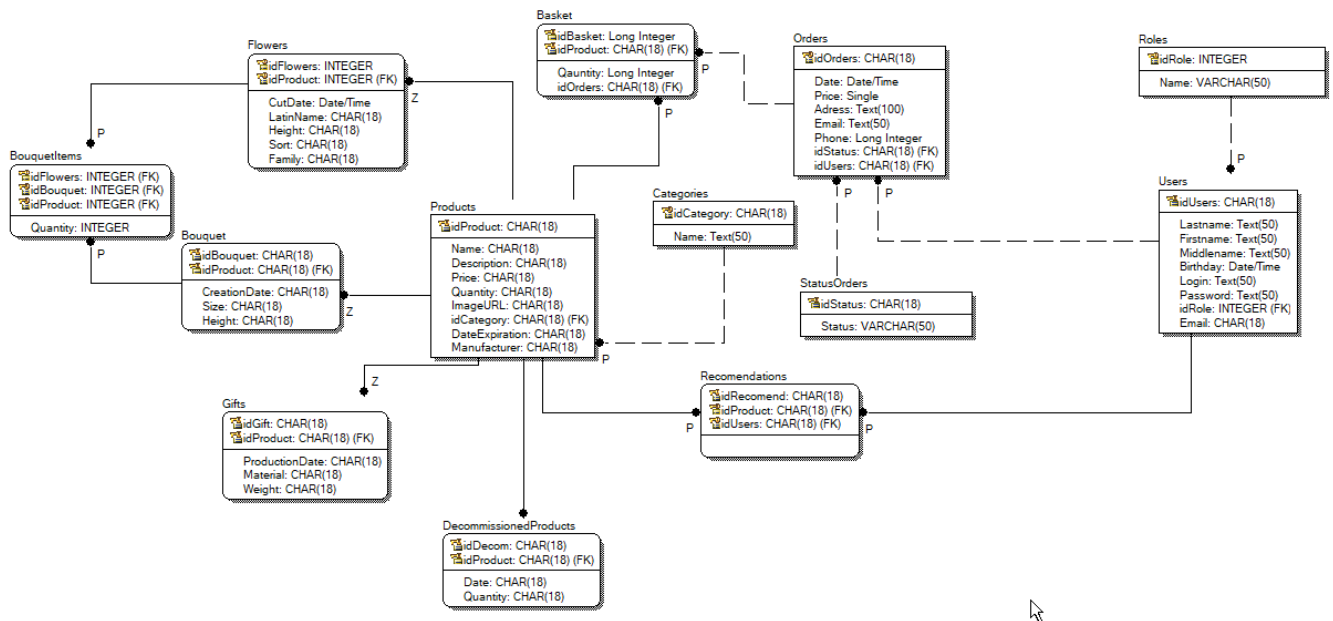 Basket
idBasket: Long Integer
idProduct: CHAR(18) (FK)
Qauntity: Long Integer
idOrders: CHAR(18) (FK)
P
P
Orders
idOrders: CHAR(18)
Date: Date/Time
Price: Single
Adress: Text(100)
Email: Text(50)
Phone: Long Integer
idStatus: CHAR(18) (FK)
idUsers: CHAR(18) (FK)
P
P
Roles
idRole: INTEGER
Name: VARCHAR(50)
P
Flowers
idFlowers: INTEGER
idProduct: INTEGER (FK)
CutDate: Date/Time
LatinName: CHAR(18)
Height: CHAR(18)
Sort: CHAR(18)
Family: CHAR(18)
Z
P
BouquetItems
idFlowers: INTEGER (FK)
idBouquet: INTEGER (FK)
idProduct: INTEGER (FK)
Quantity: INTEGER
P
Bouquet
idBouquet: CHAR(18)
idProduct: CHAR(18) (FK)
CreationDate: CHAR(18)
Size: CHAR(18)
Height: CHAR(18)
Z
Products
idProduct: CHAR(18)
Name: CHAR(18)
Description: CHAR(18)
Price: CHAR(18)
Quantity: CHAR(18)
ImageURL: CHAR(18)
idCategory: CHAR(18) (FK)
DateExpiration: CHAR(18)
Manufacturer: CHAR(18)
P
Categories
idCategory: CHAR(18)
Name: Text(50)
Users
idUsers: CHAR(18)
Lastname: Text(50)
Firstname: Text(50)
Middlename: Text(50)
Birthday: Date/Time
Login: Text(50)
Password: Text(50)
idRole: INTEGER (FK)
Email: CHAR(18)
StatusOrders
idStatus: CHAR(18)
Status: VARCHAR(50)
Z
Gifts
idGift: CHAR(18)
idProduct: CHAR(18) (FK)
ProductionDate: CHAR(18)
Material: CHAR(18)
Weight: CHAR(18)
Recomendations
idRecomend: CHAR(18)
idProduct: CHAR(18) (FK)
idUsers: CHAR(18) (FK)
P
P
DecommissionedProducts
idDecom: CHAR(18)
idProduct: CHAR(18) (FK)
Date: CHAR(18)
Quantity: CHAR(18)